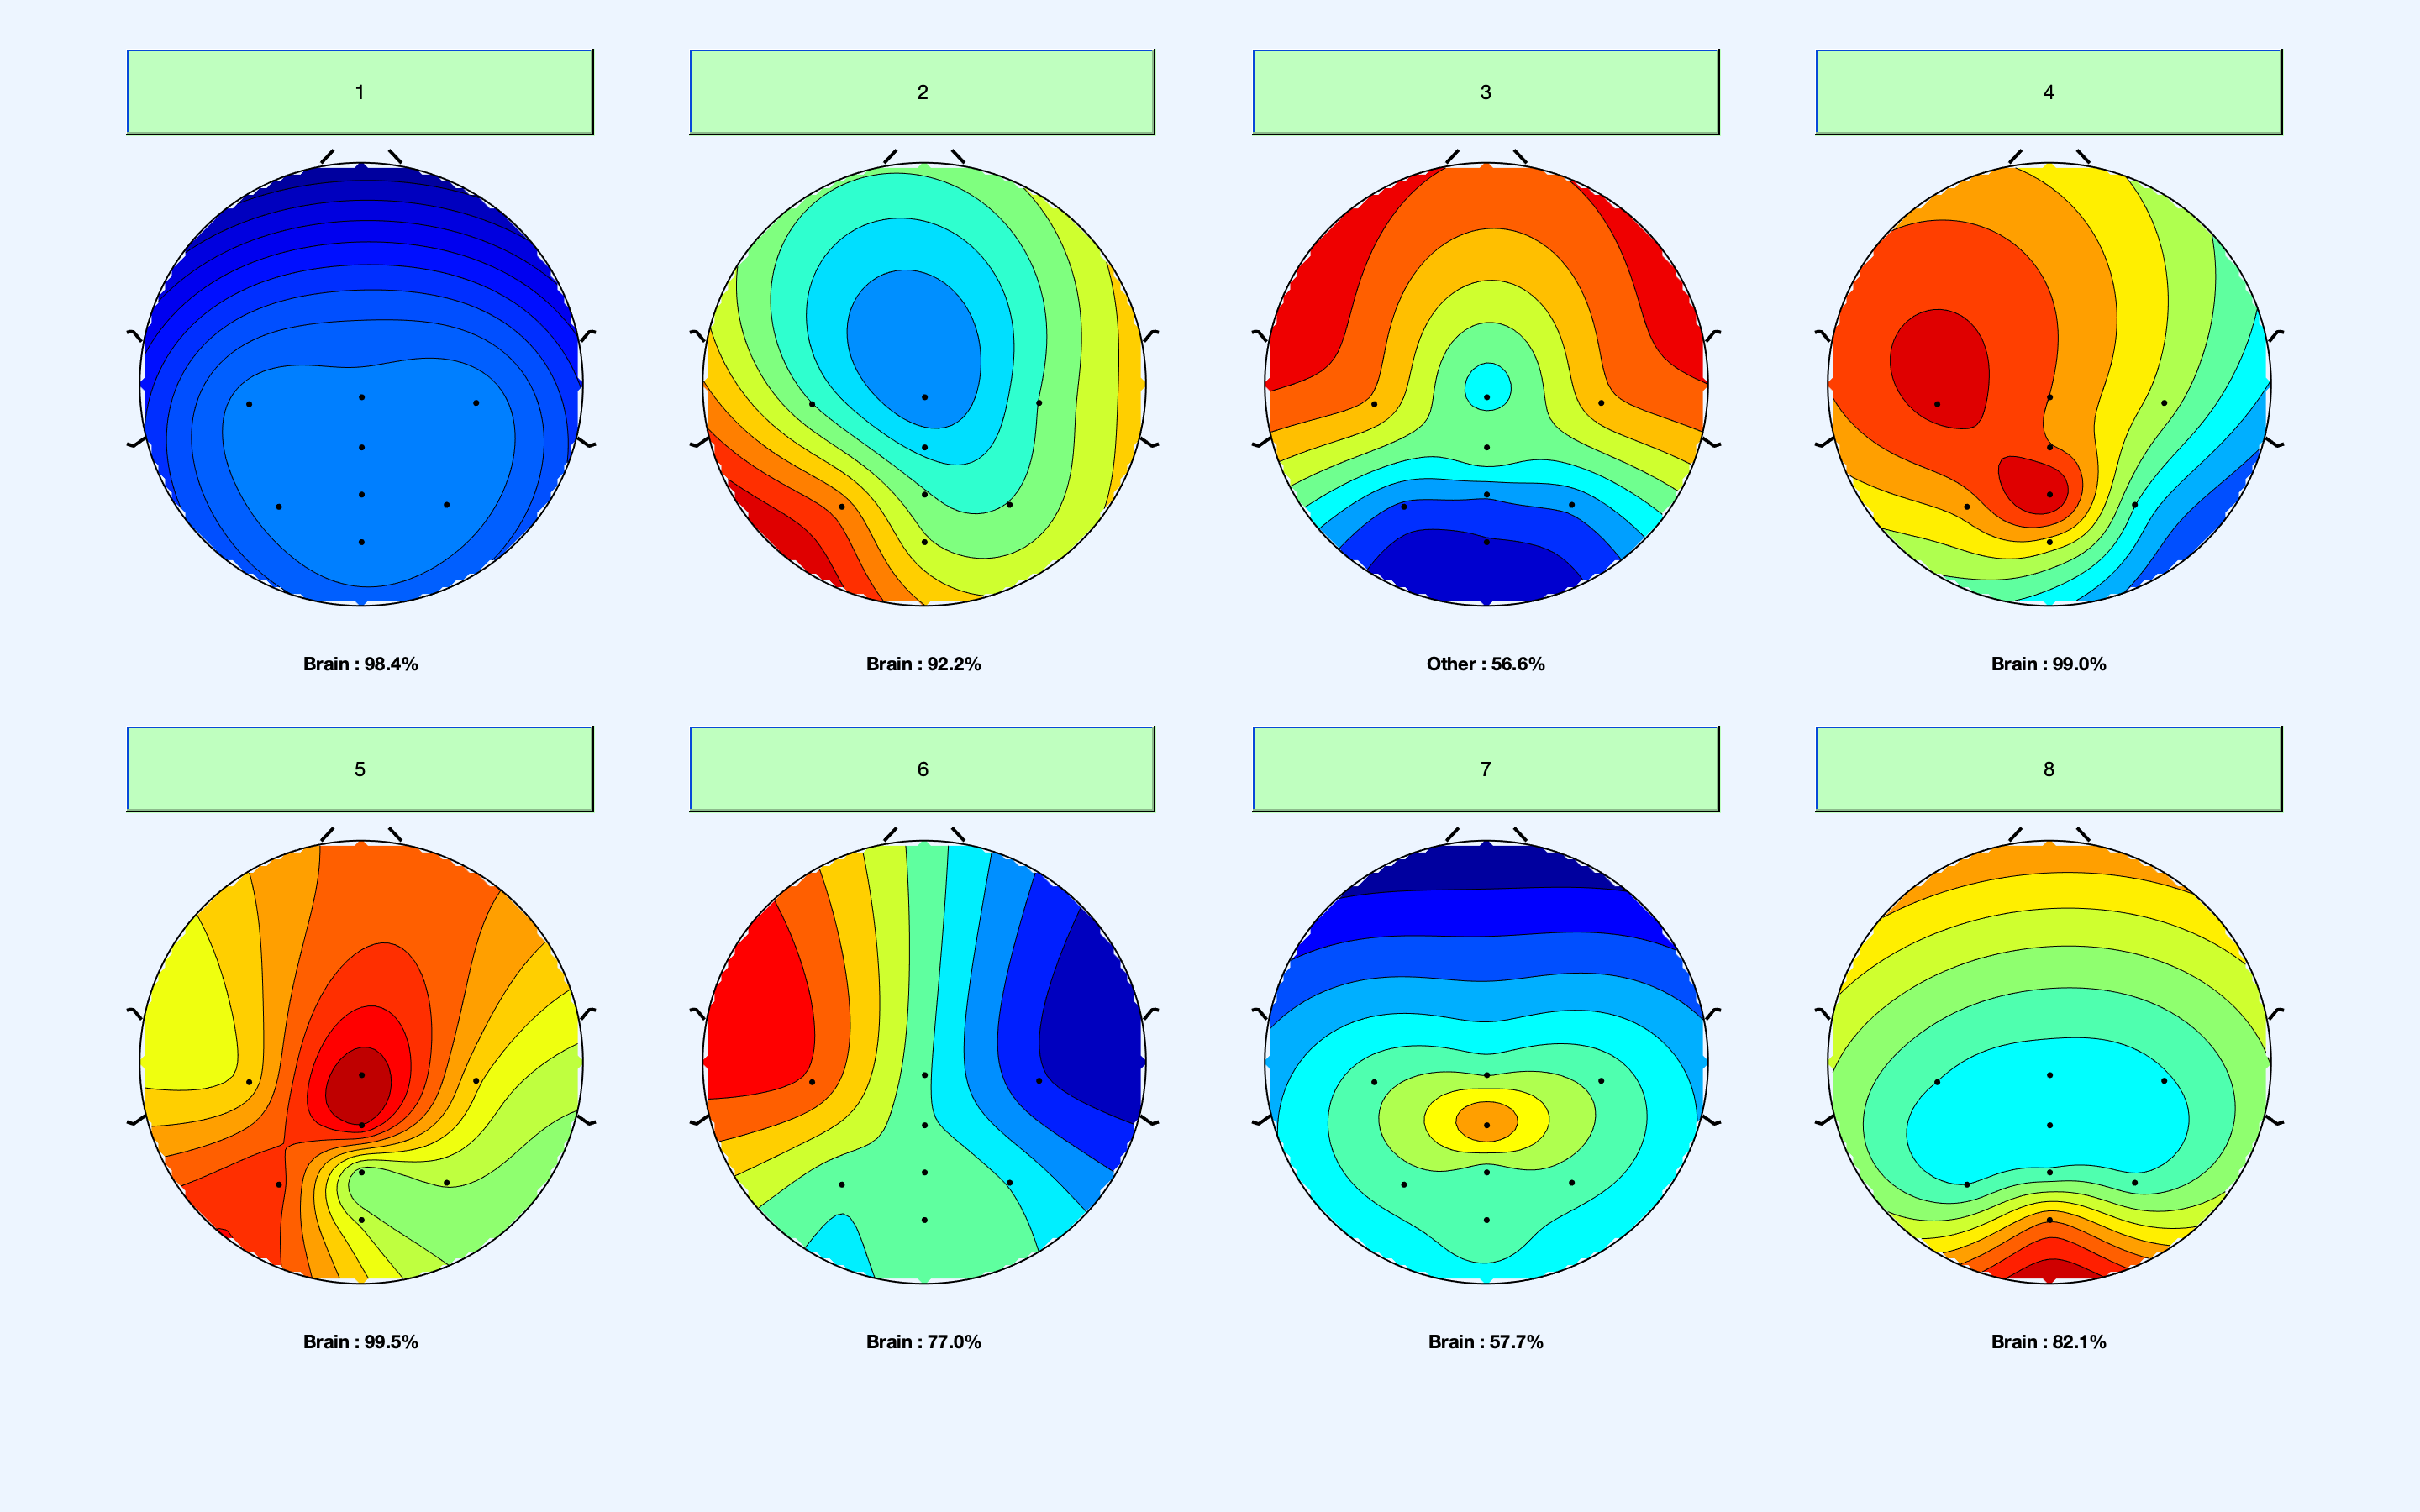 1
2
3
4
Brain : 98.4%
Brain : 92.2%
Other : 56.6%
Brain : 99.0%
5
6
7
8
Brain : 99.5%
Brain : 77.0%
Brain : 57.7%
Brain : 82.1%